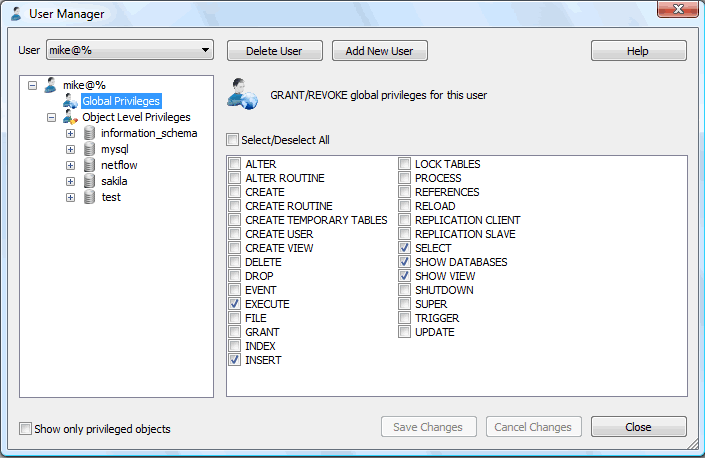 User Manager
User mike@% Delete User Add New User Help
mike@%
Global Privileges
Object Level Privileges
information_schema
mysql
netflow
sakila
test
GRANT/REVOKE global privileges for this user
Select/Deselect All
ALTER
ALTER ROUTINE
CREATE
CREATE ROUTINE
CREATE TEMPORARY TABLES
CREATE USER
CREATE VIEW
DELETE
DROP
EVENT
EXECUTE
FILE
GRANT
INDEX
INSERT
LOCK TABLES
PROCESS
REFERENCES
RELOAD
REPLICATION CLIENT
REPLICATION SLAVE
SELECT
SHOW DATABASES
SHOW VIEW
SHUTDOWN
SUPER
TRIGGER
UPDATE
Show only privileged objects
Save Changes Cancel Changes Close